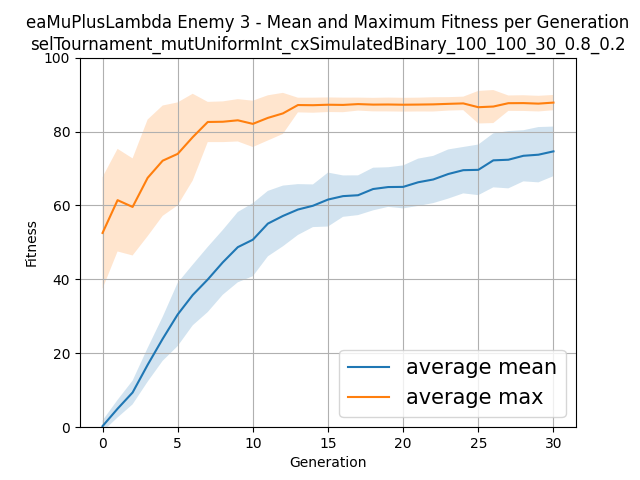 eaMuPlusLambda Enemy 3 - Mean and Maximum Fitness per Generation
selTournament_mutUniformInt_cxSimulatedBinary_100_100_30_0.8_0.2
100
80
60
40
20
0
Fitness
0 5 10 15 20 25 30
Generation
average mean
average max